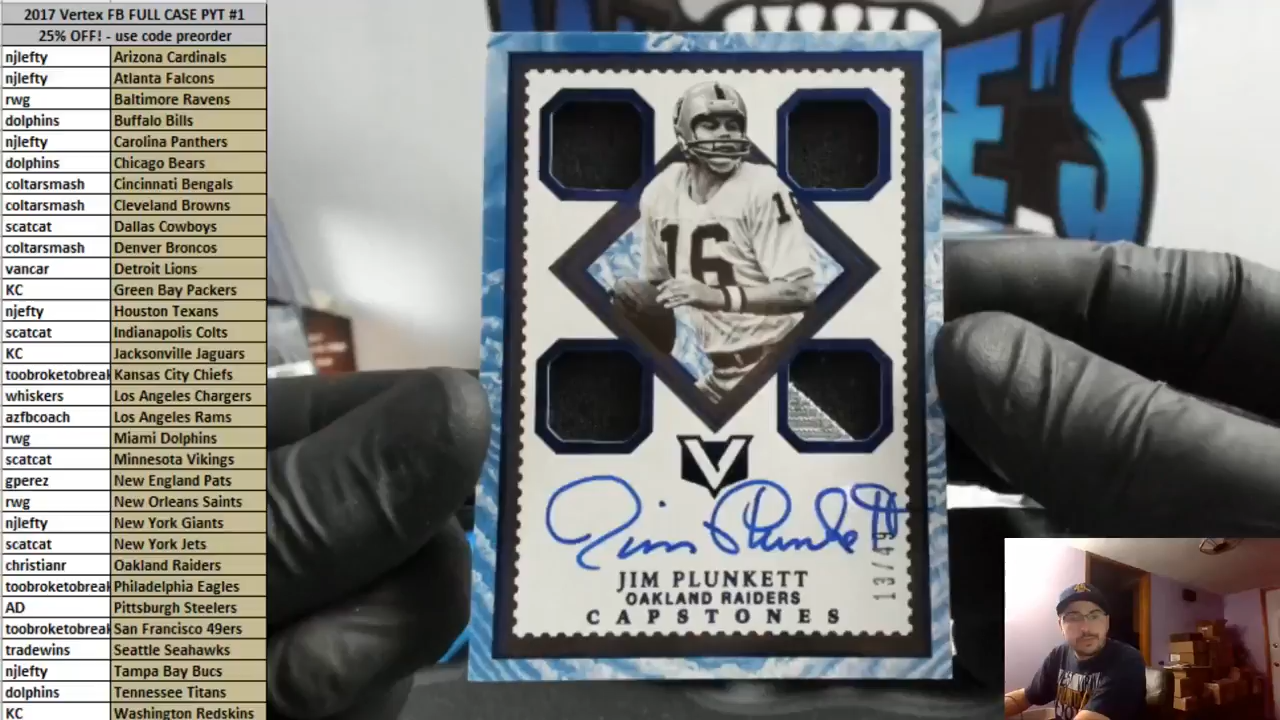 2017 Vertex FB FULL CASE PYT #1
25% OFF! - use code preorder
njlefty Arizona Cardinals
njlefty Atlanta Falcons
rwg Baltimore Ravens
dolphins Buffalo Bills
njlefty Carolina Panthers
dolphins Chicago Bears
coltarsmash Cincinnati Bengals
coltarsmash Cleveland Browns
scatcat Dallas Cowboys
coltarsmash Denver Broncos
vancar Detroit Lions
KC Green Bay Packers
njefty Houston Texans
scatcat Indianapolis Colts
KC Jacksonville Jaguars
toobroketobreak Kansas City Chiefs
whiskers Los Angeles Chargers
azfbcoach Los Angeles Rams
rwg Miami Dolphins
scatcat Minnesota Vikings
gperez New England Pats
rwg New Orleans Saints
njlefty New York Giants
scatcat New York Jets
christianr Oakland Raiders
toobroketobreak Philadelphia Eagles
AD Pittsburgh Steelers
toobroketobreak San Francisco 49ers
tradewins Seattle Seahawks
njlefty Tampa Bay Bucs
dolphins Tennessee Titans
KC Washington Redskins
16
V
Jim Plunkett
13/49
JIM PLUNKETT
OAKLAND RAIDERS
CAPSTONES